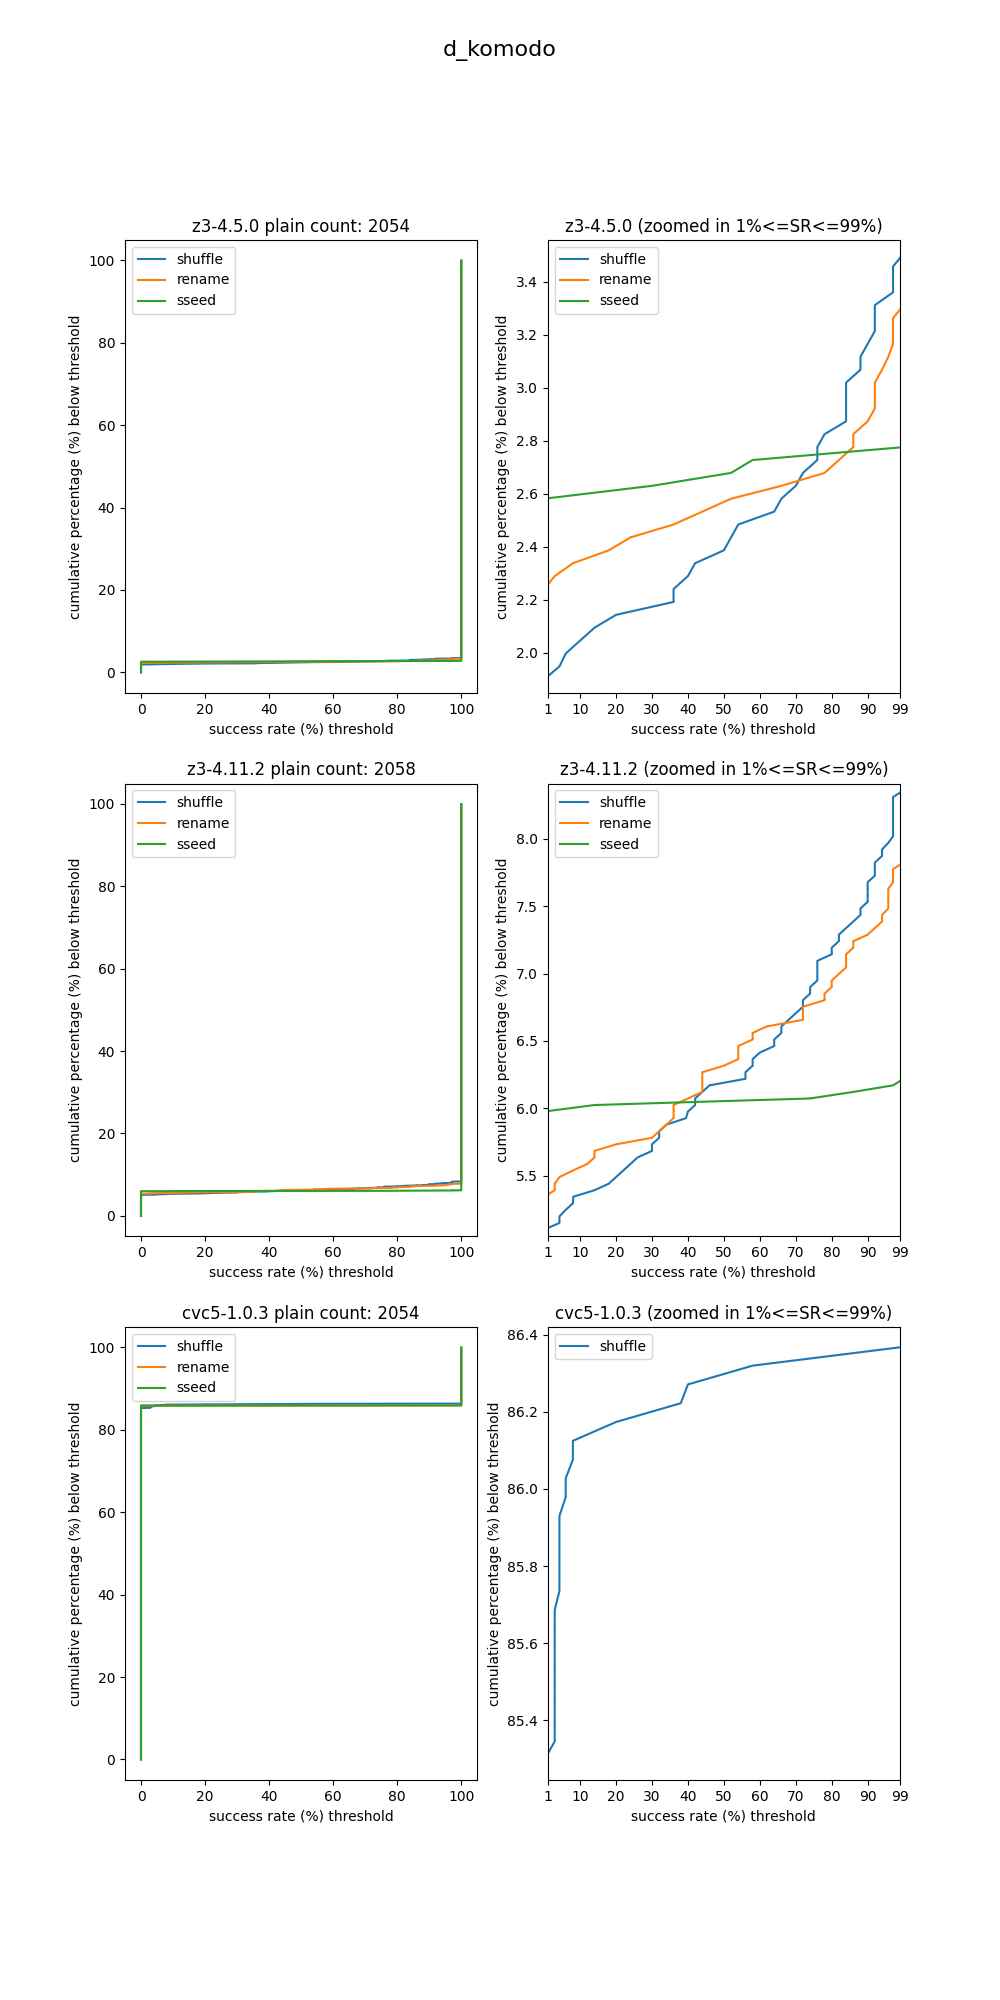 d_komodo
z3-4.5.0 plain count: 2054
shuffle
rename
sseed
100
80
60
40
20
0
cumulative percentage (%) below threshold
0 20 40 60 80 100
success rate (%) threshold
z3-4.5.0 (zoomed in 1%<=SR<=99%)
shuffle
rename
sseed
3.4
3.2
3.0
2.8
2.6
2.4
2.2
2.0
cumulative percentage (%) below threshold
1 10 20 30 40 50 60 70 80 90 99
success rate (%) threshold
z3-4.11.2 plain count: 2058
shuffle
rename
sseed
100
80
60
40
20
0
cumulative percentage (%) below threshold
0 20 40 60 80 100
success rate (%) threshold
z3-4.11.2 (zoomed in 1%<=SR<=99%)
shuffle
rename
sseed
8.0
7.5
7.0
6.5
6.0
5.5
cumulative percentage (%) below threshold
1 10 20 30 40 50 60 70 80 90 99
success rate (%) threshold
cvc5-1.0.3 plain count: 2054
shuffle
rename
sseed
100
80
60
40
20
0
cumulative percentage (%) below threshold
0 20 40 60 80 100
success rate (%) threshold
cvc5-1.0.3 (zoomed in 1%<=SR<=99%)
shuffle
86.4
86.2
86.0
85.8
85.6
85.4
cumulative percentage (%) below threshold
1 10 20 30 40 50 60 70 80 90 99
success rate (%) threshold